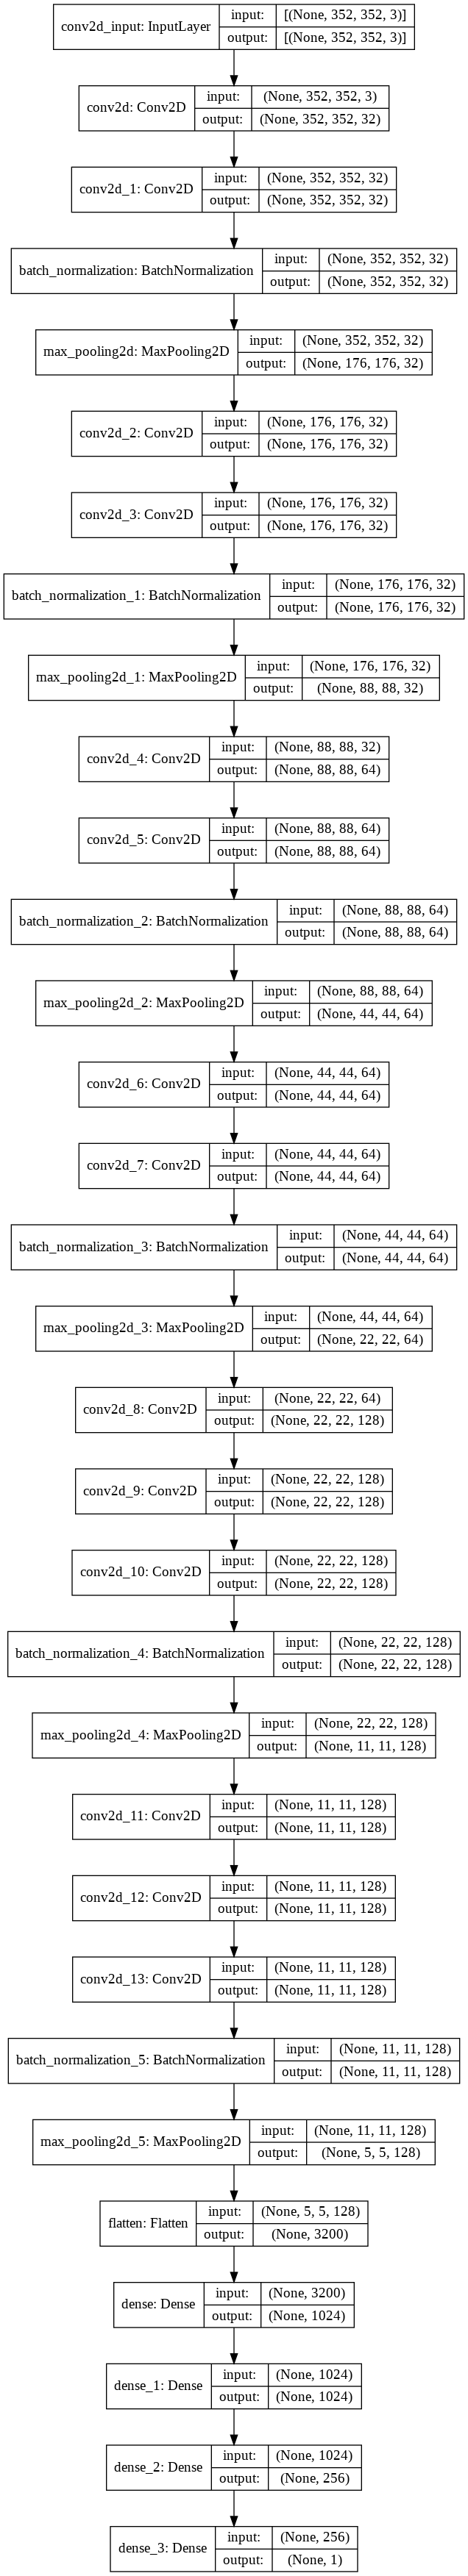 conv2d_input: InputLayer input: [(None, 352, 352, 3)]
output: [(None, 352, 352, 3)]
conv2d: Conv2D input: (None, 352, 352, 3)
output: (None, 352, 352, 32)
conv2d_1: Conv2D input: (None, 352, 352, 32)
output: (None, 352, 352, 32)
batch_normalization: BatchNormalization input: (None, 352, 352, 32)
output: (None, 352, 352, 32)
max_pooling2d: MaxPooling2D input: (None, 352, 352, 32)
output: (None, 176, 176, 32)
conv2d_2: Conv2D input: (None, 176, 176, 32)
output: (None, 176, 176, 32)
conv2d_3: Conv2D input: (None, 176, 176, 32)
output: (None, 176, 176, 32)
batch_normalization_1: BatchNormalization input: (None, 176, 176, 32)
output: (None, 176, 176, 32)
max_pooling2d_1: MaxPooling2D input: (None, 176, 176, 32)
output: (None, 88, 88, 32)
conv2d_4: Conv2D input: (None, 88, 88, 32)
output: (None, 88, 88, 64)
conv2d_5: Conv2D input: (None, 88, 88, 64)
output: (None, 88, 88, 64)
batch_normalization_2: BatchNormalization input: (None, 88, 88, 64)
output: (None, 88, 88, 64)
max_pooling2d_2: MaxPooling2D input: (None, 88, 88, 64)
output: (None, 44, 44, 64)
conv2d_6: Conv2D input: (None, 44, 44, 64)
output: (None, 44, 44, 64)
conv2d_7: Conv2D input: (None, 44, 44, 64)
output: (None, 44, 44, 64)
batch_normalization_3: BatchNormalization input: (None, 44, 44, 64)
output: (None, 44, 44, 64)
max_pooling2d_3: MaxPooling2D input: (None, 44, 44, 64)
output: (None, 22, 22, 64)
conv2d_8: Conv2D input: (None, 22, 22, 64)
output: (None, 22, 22, 128)
conv2d_9: Conv2D input: (None, 22, 22, 128)
output: (None, 22, 22, 128)
conv2d_10: Conv2D input: (None, 22, 22, 128)
output: (None, 22, 22, 128)
batch_normalization_4: BatchNormalization input: (None, 22, 22, 128)
output: (None, 22, 22, 128)
max_pooling2d_4: MaxPooling2D input: (None, 22, 22, 128)
output: (None, 11, 11, 128)
conv2d_11: Conv2D input: (None, 11, 11, 128)
output: (None, 11, 11, 128)
conv2d_12: Conv2D input: (None, 11, 11, 128)
output: (None, 11, 11, 128)
conv2d_13: Conv2D input: (None, 11, 11, 128)
output: (None, 11, 11, 128)
batch_normalization_5: BatchNormalization input: (None, 11, 11, 128)
output: (None, 11, 11, 128)
max_pooling2d_5: MaxPooling2D input: (None, 11, 11, 128)
output: (None, 5, 5, 128)
flatten: Flatten input: (None, 5, 5, 128)
output: (None, 3200)
dense: Dense input: (None, 3200)
output: (None, 1024)
dense_1: Dense input: (None, 1024)
output: (None, 1024)
dense_2: Dense input: (None, 1024)
output: (None, 256)
dense_3: Dense input: (None, 256)
output: (None, 1)